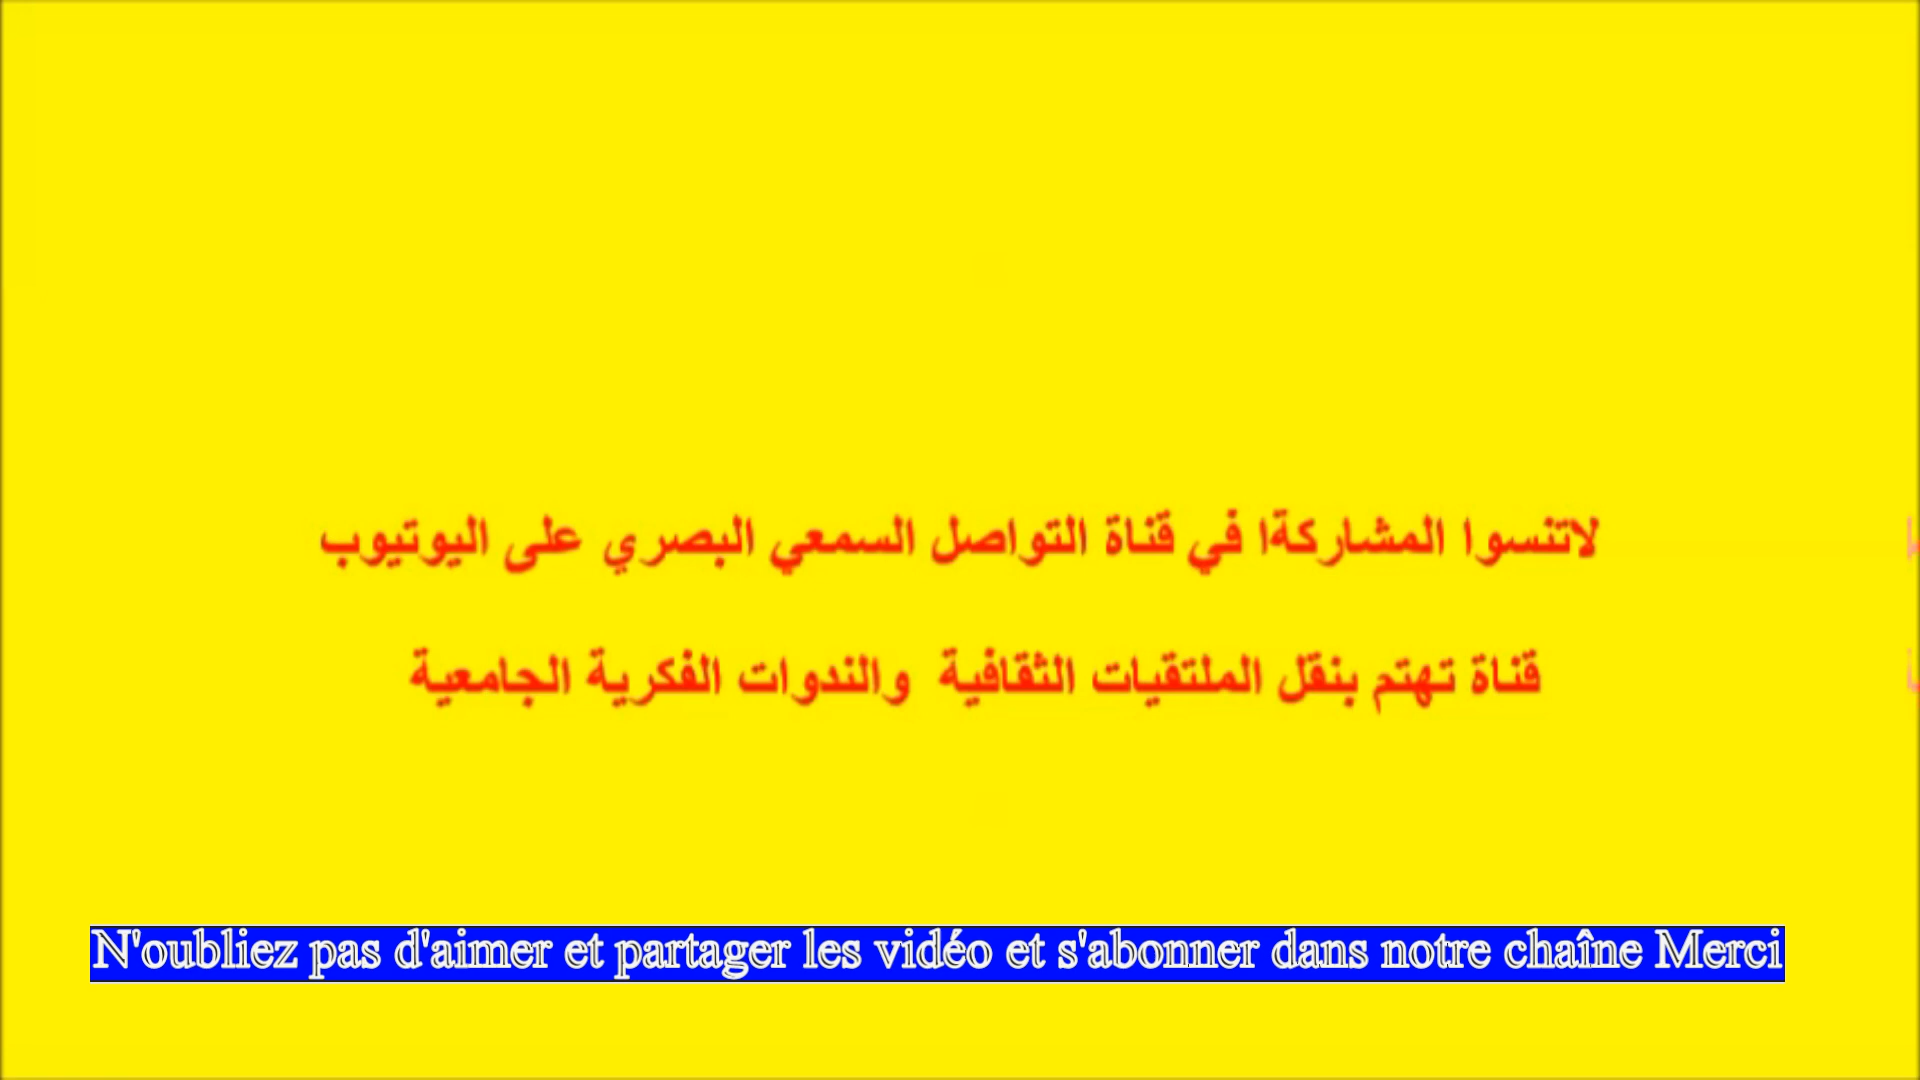 لاتنسوا المشاركةا في قناة التواصل السمعي البصري على اليوتيوب
قناة تهتم بنقل الملتقيات الثقافية والندوات الفكرية الجامعية
N'oubliez pas d'aimer et partager les vidéo et s'abonner dans notre chaîne Merci